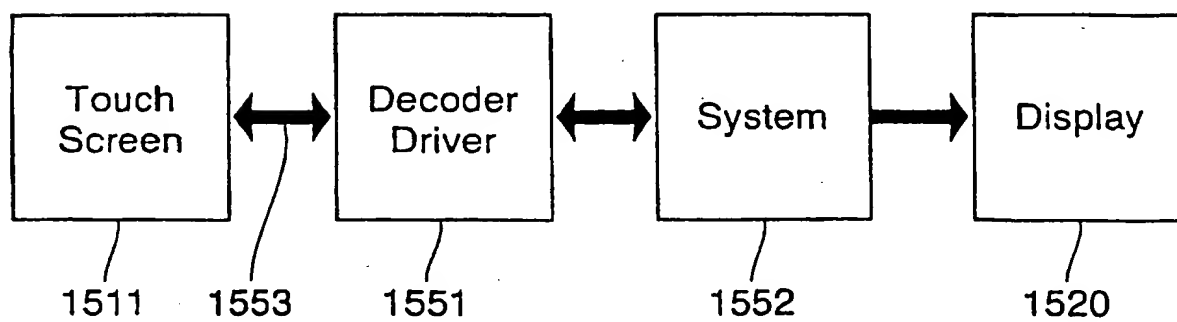 Touch
Screen
Decoder
Driver
System
Display
1511
1553
1551
1552
1520